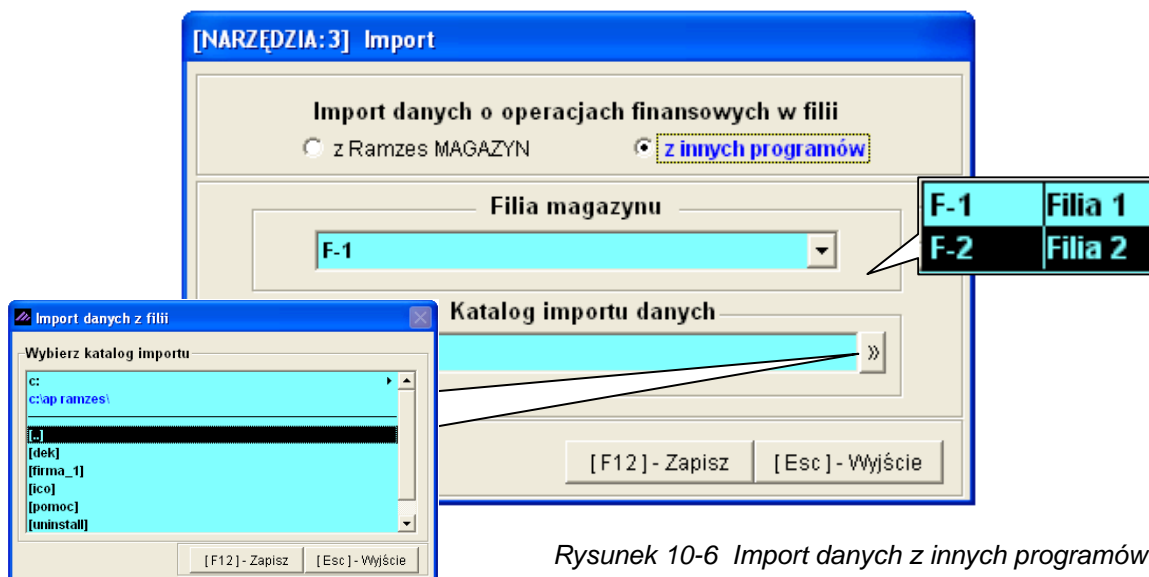 [NARZĘDZIA:3] Import
Import danych o operacjach finansowych w filii
z Ramzes MAGAZYN z innych programów
Filia magazynu
F-1
F-1 Filia 1
F-2 Filia 2
Katalog importu danych
»
[F12] - Zapisz [Esc] - Wyjście
Import danych z filii
Wybierz katalog importu
c:
c:\ap ramzes\
[..]
[dek]
[firma_1]
[ico]
[pomoc]
[uninstall]
[F12] - Zapisz [Esc] - Wyjście
Rysunek 10-6 Import danych z innych programów